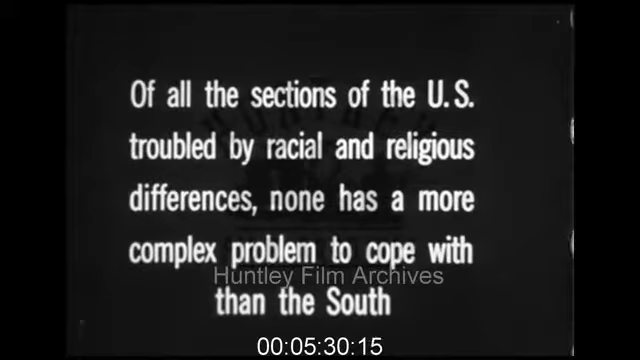 Of all the sections of the U.S.
troubled by racial and religious
differences, none has a more
complex problem to cope with
Huntley Film Archives
than the South
00:05:30:15